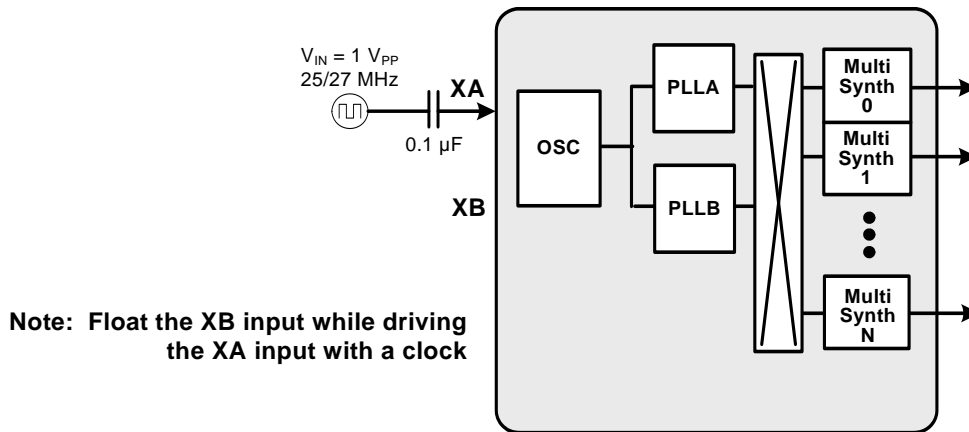 V_IN = 1 V_PP
25/27 MHz
XA
0.1 µF
XB
OSC
PLLA
PLLB
Multi
Synth
0
Multi
Synth
1
Multi
Synth
N
Note: Float the XB input while driving
the XA input with a clock